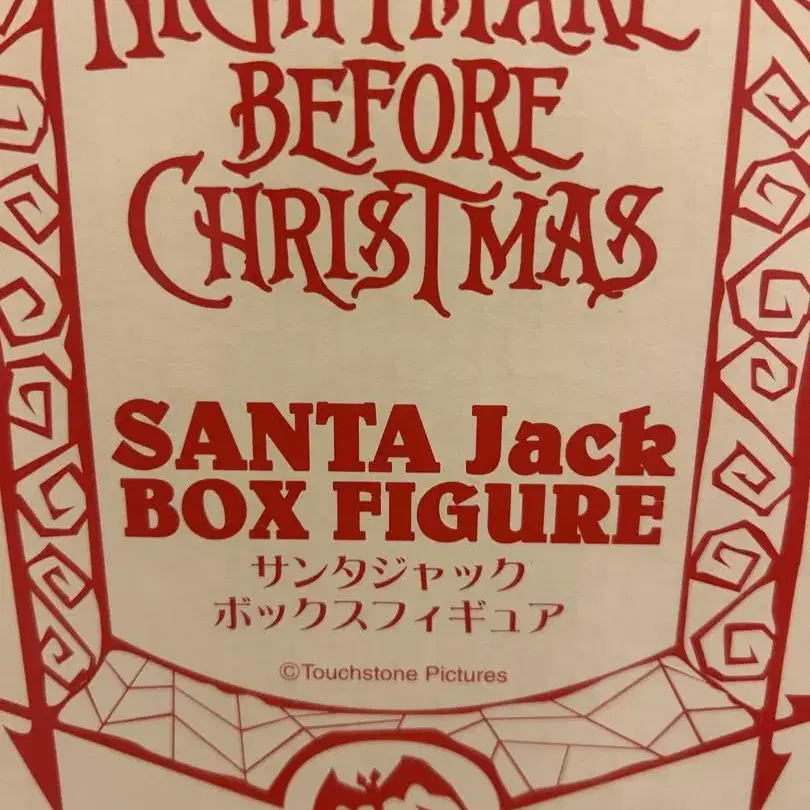 NIGHTMARE
BEFORE
CHRISTMAS
SANTA Jack
BOX FIGURE
サンタジャック
ボックスフィギュア
©Touchstone Pictures